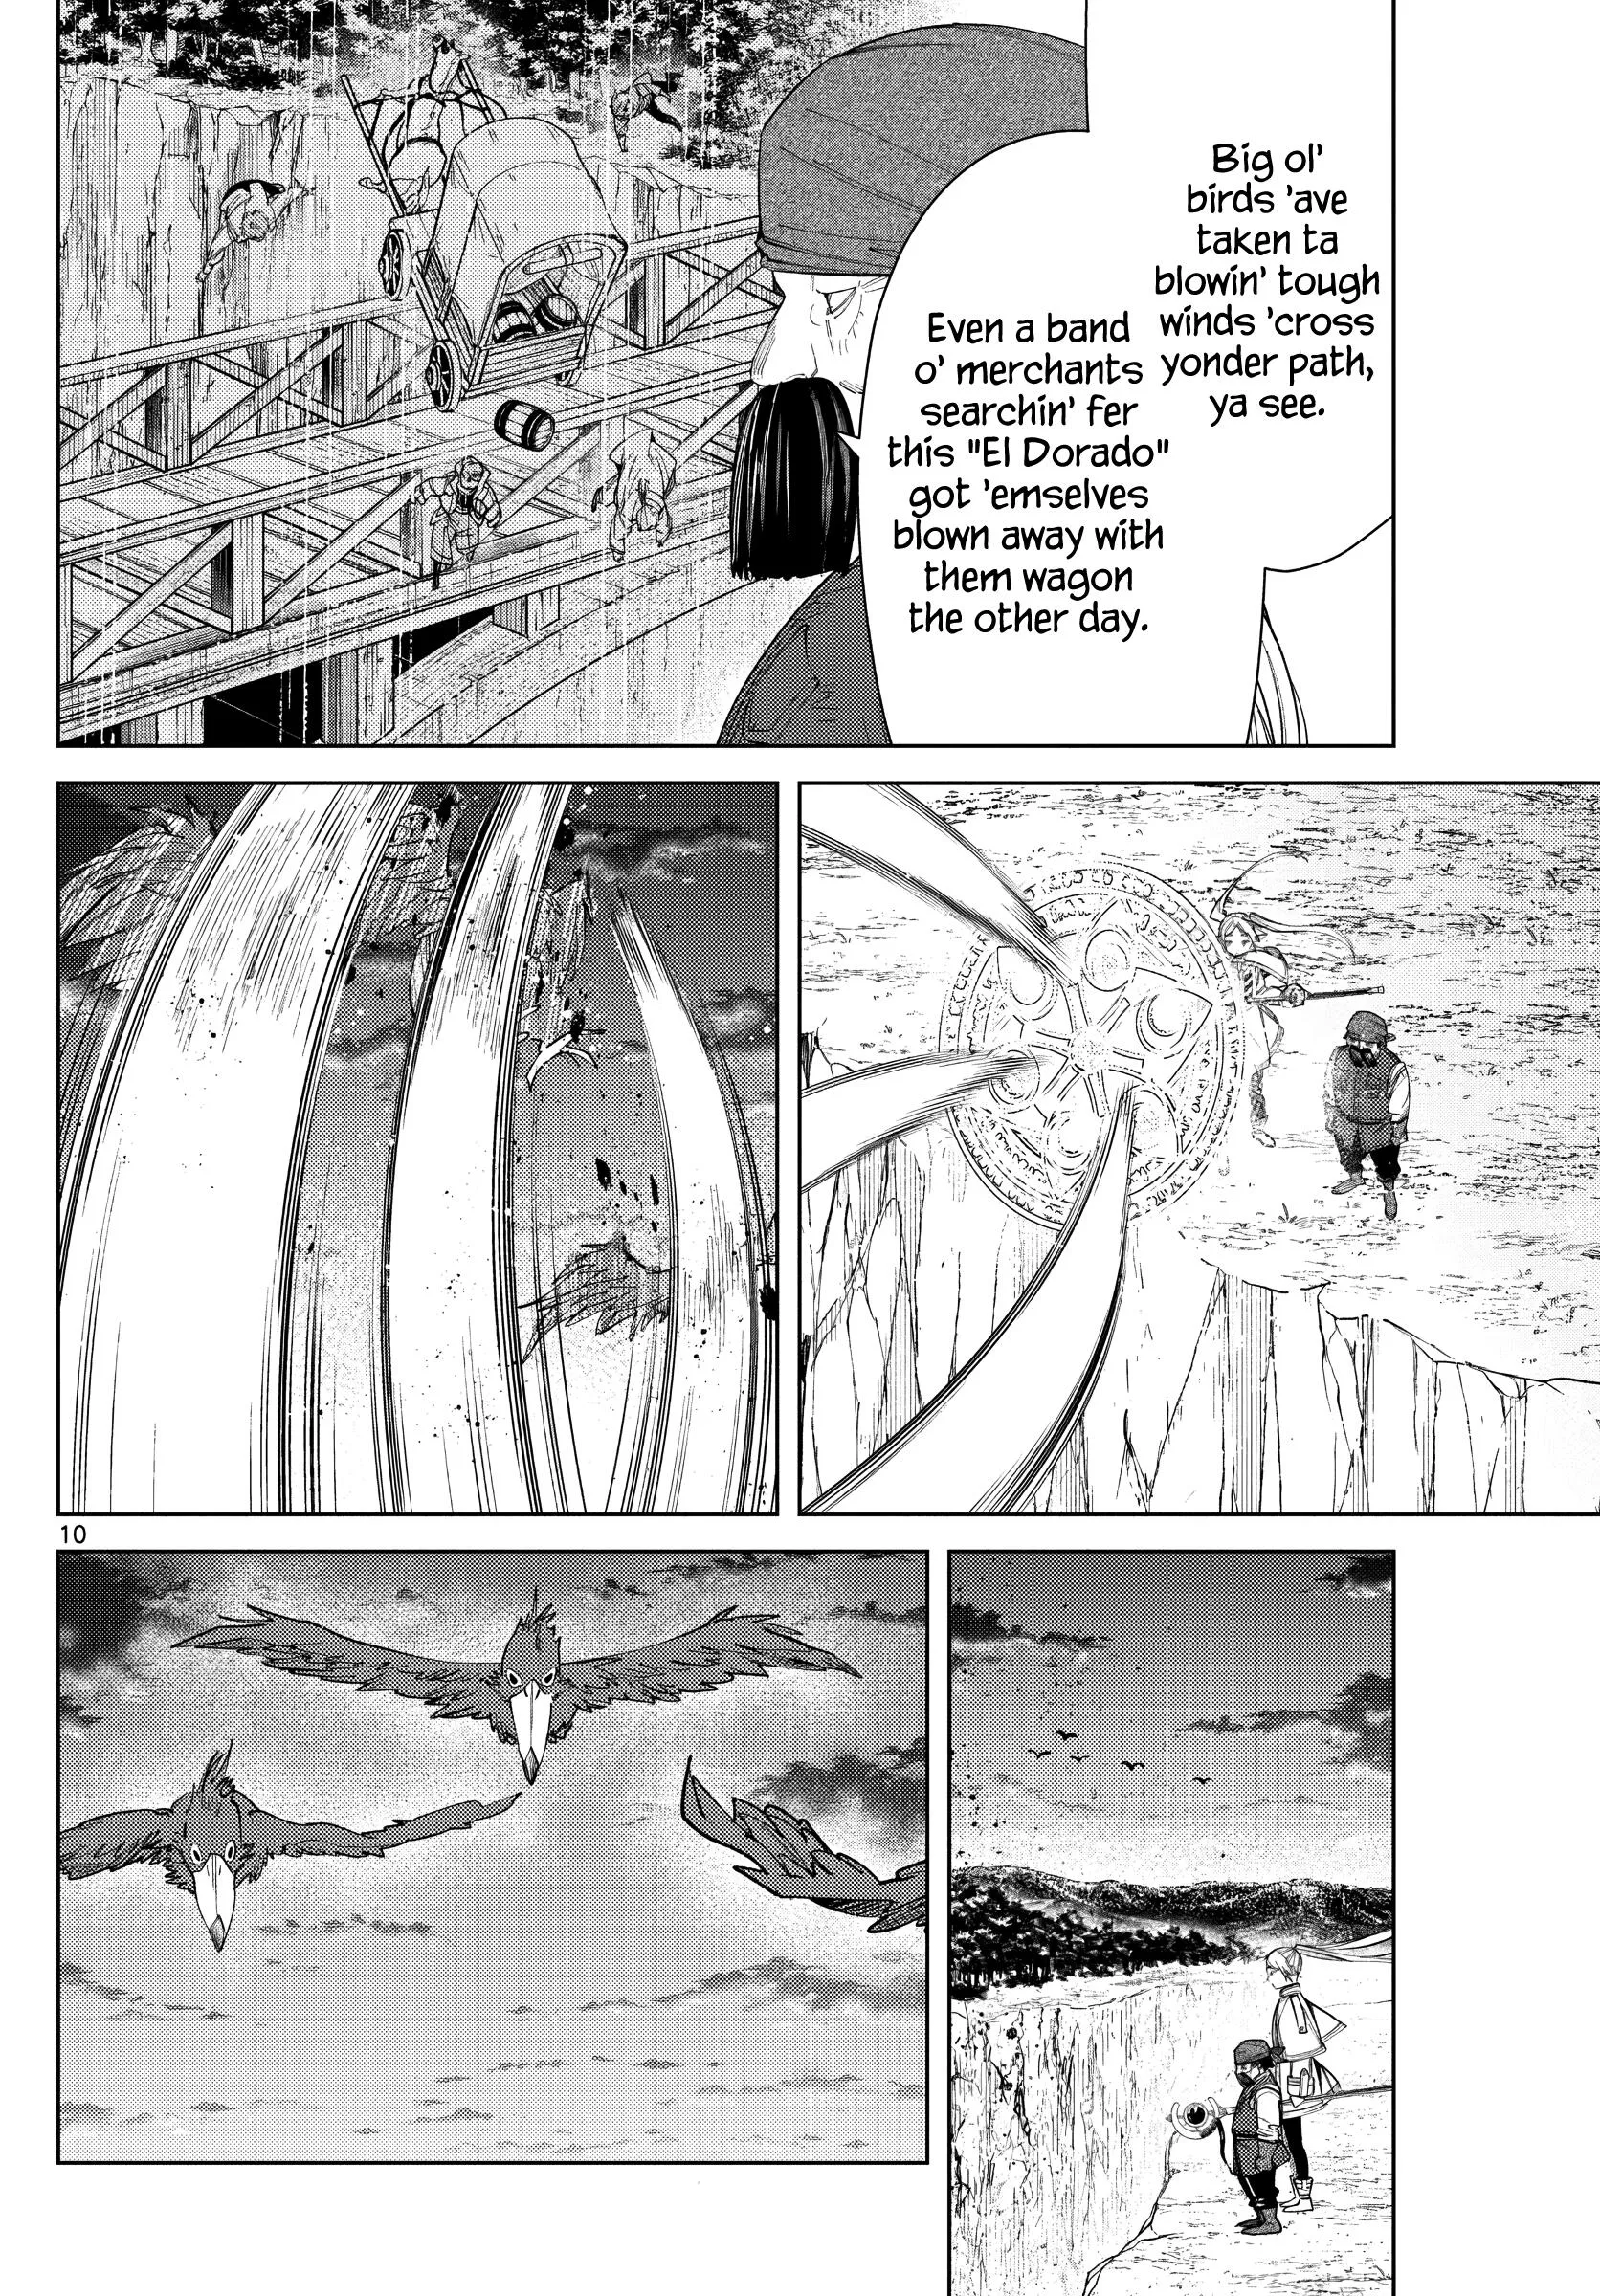 Big ol'
birds 'ave
taken ta
blowin' tough
winds 'cross
yonder path,
ya see.
Even a band
o' merchants
searchin' fer
this "El Dorado"
got 'emselves
blown away with
them wagon
the other day.
10